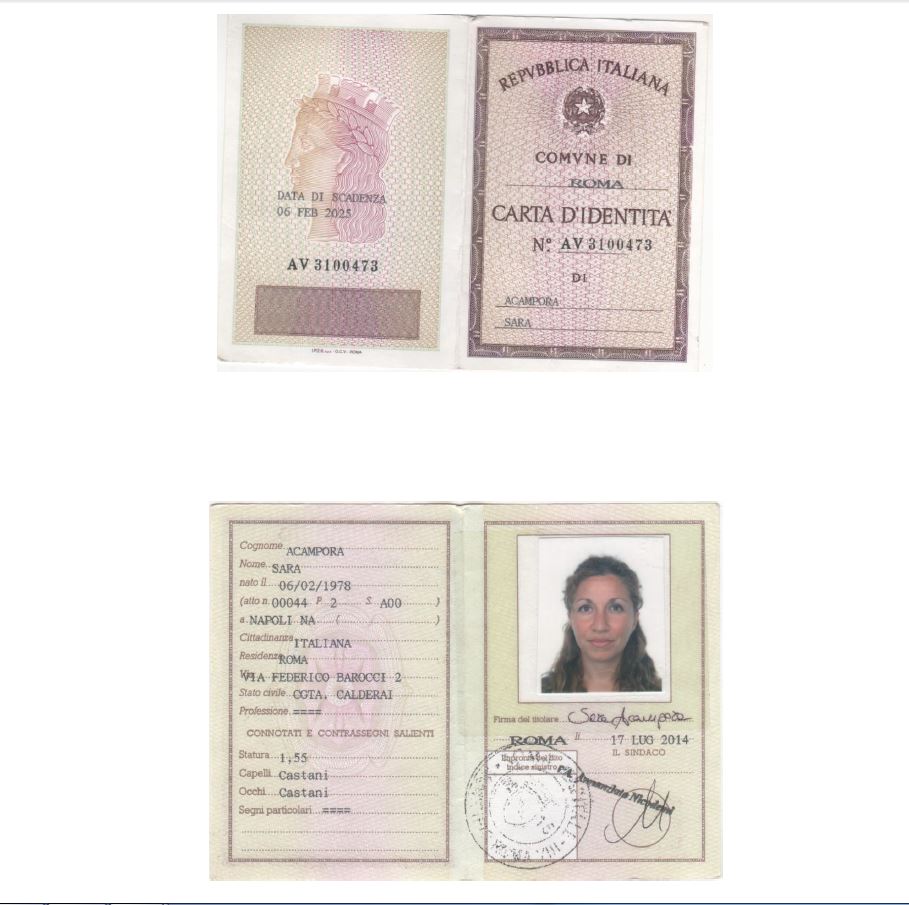 DATA DI SCADENZA
06 FEB 2025
AV 3100473
REPVBBLICA ITALIANA
COMVNE DI
ROMA
CARTA D'IDENTITA'
N.º AV 3100473
DI
ACAMPORA
SARA
Cognome ACAMPORA
Nome SARA
nato il 06/02/1978
(atto n. 00044 P. 2 S. A00 )
a NAPOLI NA ( )
Cittadinanza ITALIANA
Residenza ROMA
Via VIA FEDERICO BAROCCI 2
Stato civile CGTA. CALDERAI
Professione ====
CONNOTATI E CONTRASSEGNI SALIENTI
Statura 1,55
Capelli Castani
Occhi Castani
Segni particolari ====
Firma del titolare Sara Acampora
ROMA li 17 LUG 2014
IL SINDACO
Impronta del dito
indice sinistro